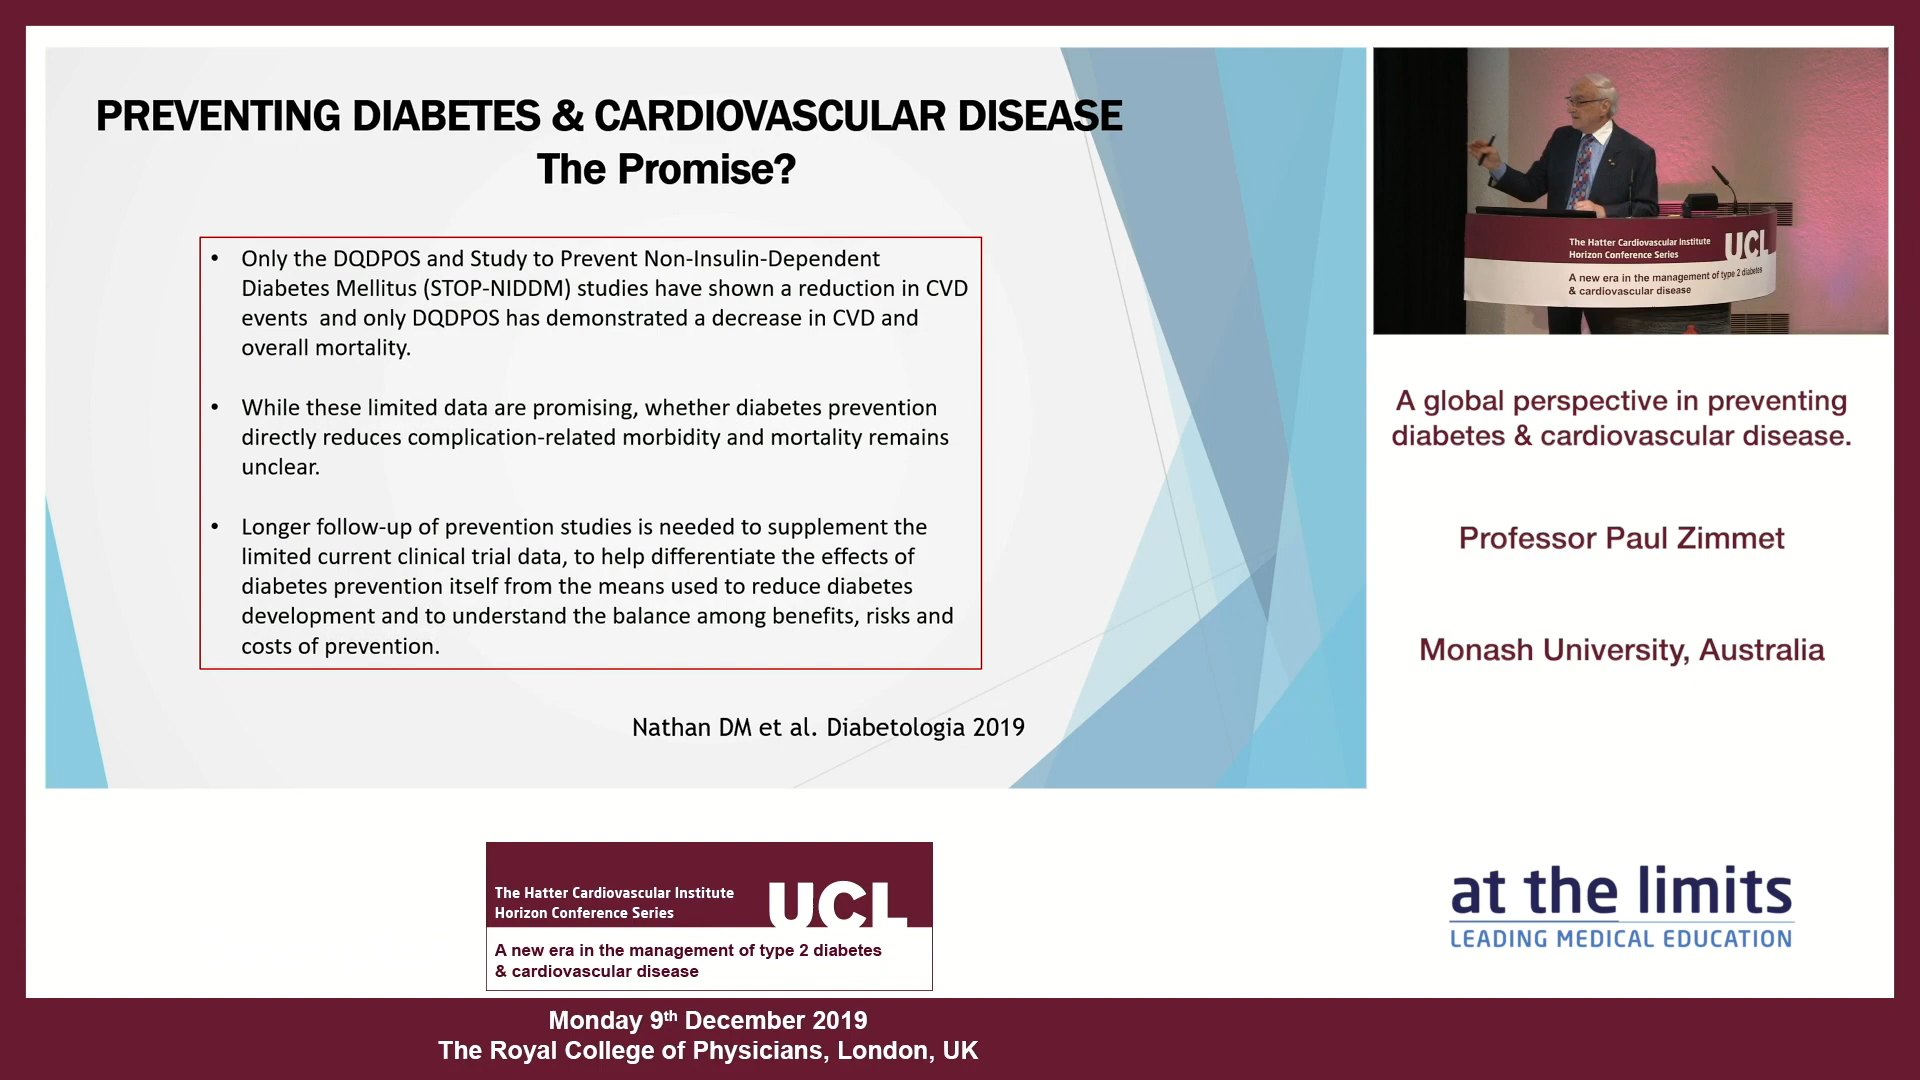 PREVENTING DIABETES & CARDIOVASCULAR DISEASE
The Promise?
• Only the DQDPOS and Study to Prevent Non-Insulin-Dependent
Diabetes Mellitus (STOP-NIDDM) studies have shown a reduction in CVD
events and only DQDPOS has demonstrated a decrease in CVD and
overall mortality.
• While these limited data are promising, whether diabetes prevention
directly reduces complication-related morbidity and mortality remains
unclear.
• Longer follow-up of prevention studies is needed to supplement the
limited current clinical trial data, to help differentiate the effects of
diabetes prevention itself from the means used to reduce diabetes
development and to understand the balance among benefits, risks and
costs of prevention.
Nathan DM et al. Diabetologia 2019
The Hatter Cardiovascular Institute
Horizon Conference Series
UCL
A new era in the management of type 2 diabetes
& cardiovascular disease
A global perspective in preventing
diabetes & cardiovascular disease.
Professor Paul Zimmet
Monash University, Australia
The Hatter Cardiovascular Institute
Horizon Conference Series
UCL
A new era in the management of type 2 diabetes
& cardiovascular disease
at the limits
LEADING MEDICAL EDUCATION
Monday 9th December 2019
The Royal College of Physicians, London, UK